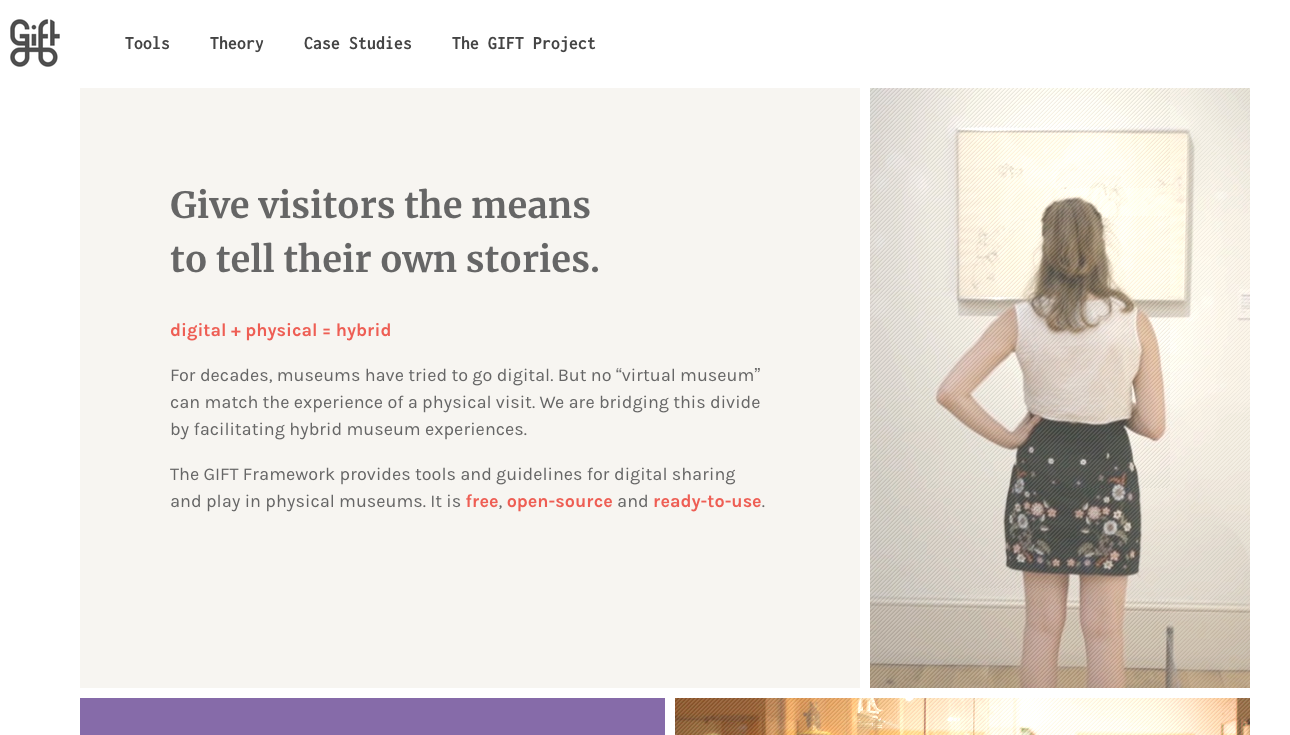 Gift
Tools
Theory
Case Studies
The GIFT Project
Give visitors the means
to tell their own stories.
digital + physical = hybrid
For decades, museums have tried to go digital. But no “virtual museum”
can match the experience of a physical visit. We are bridging this divide
by facilitating hybrid museum experiences.
The GIFT Framework provides tools and guidelines for digital sharing
and play in physical museums. It is free, open-source and ready-to-use.